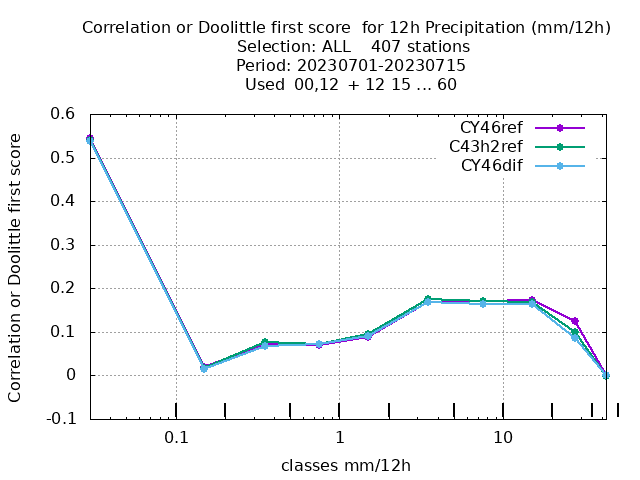 Correlation or Doolittle first score  for 12h Precipitation (mm/12h)
Selection: ALL    407 stations
Period: 20230701-20230715
Used  00,12  + 12 15 ... 60
CY46ref
C43h2ref
CY46dif
Correlation or Doolittle first score
0.6
0.5
0.4
0.3
0.2
0.1
0
-0.1
0.1
1
10
classes mm/12h